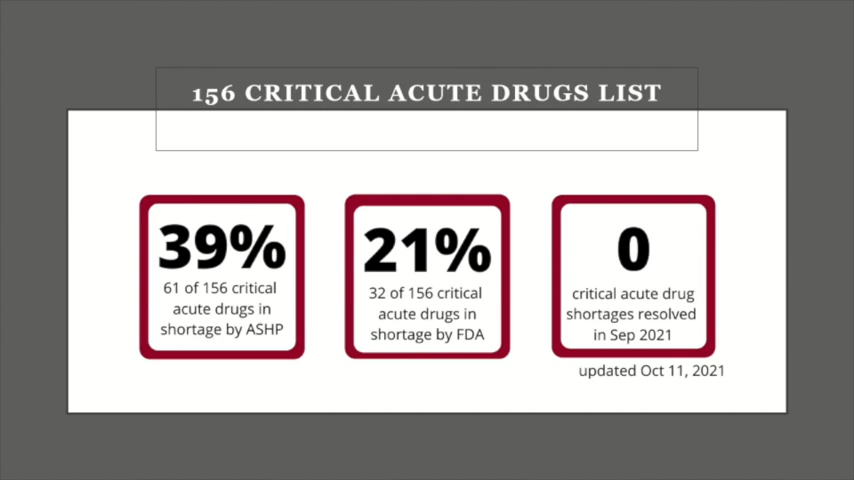 156 CRITICAL ACUTE DRUGS LIST
39%
61 of 156 critical
acute drugs in
shortage by ASHP
21%
32 of 156 critical
acute drugs in
shortage by FDA
0
critical acute drug
shortages resolved
in Sep 2021
updated Oct 11, 2021